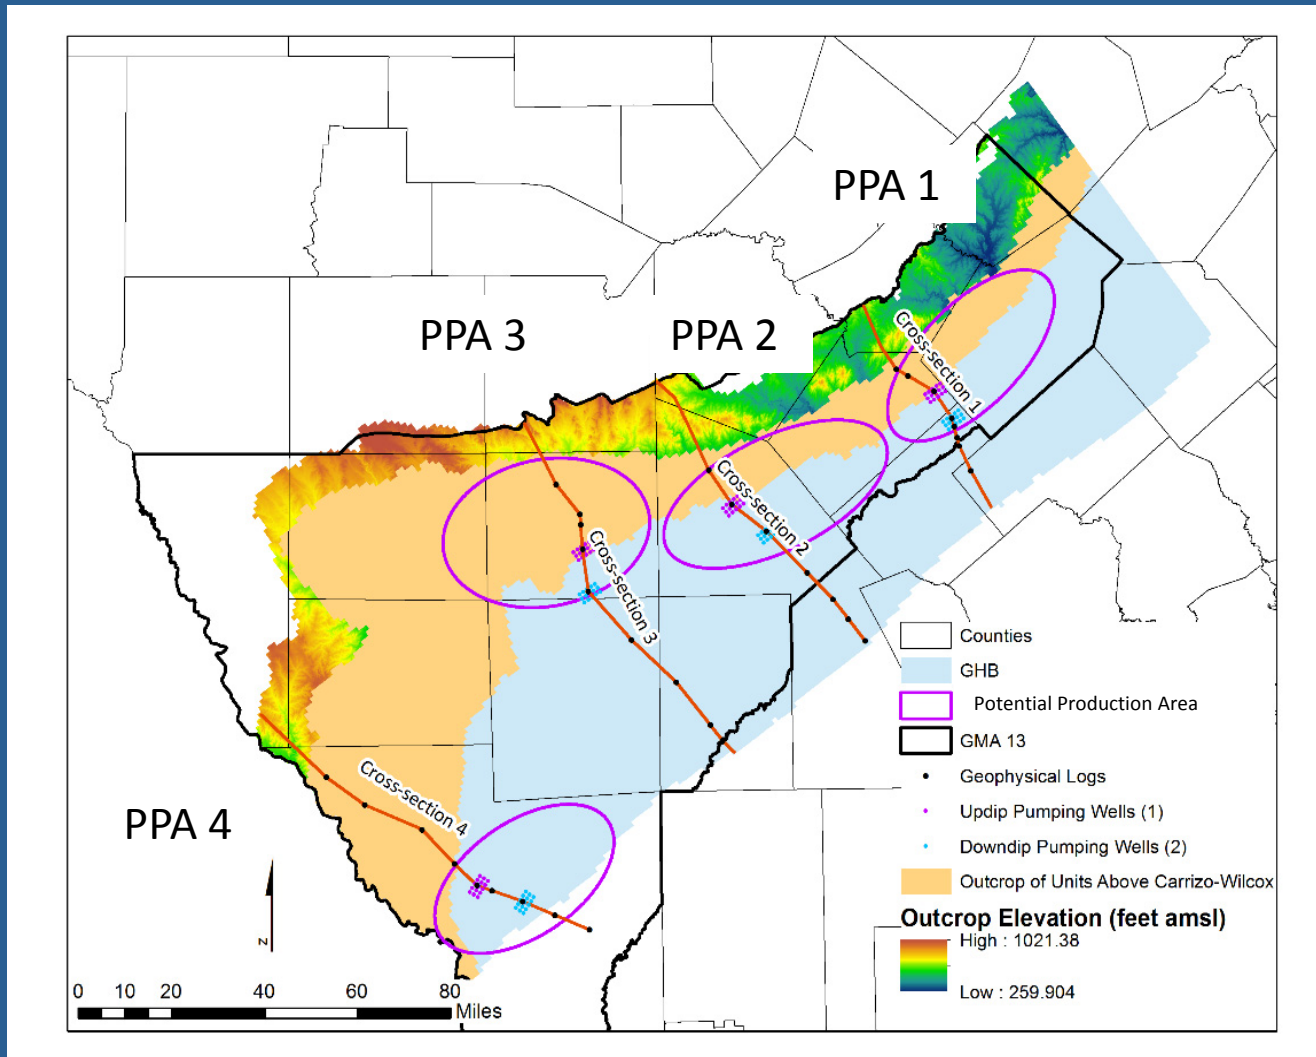 PPA 1
PPA 3
PPA 2
Cross-section 1
Cross-section 2
Cross-section 3
Cross-section 4
PPA 4
N
0 10 20 40 60 80
Miles
Counties
GHB
Potential Production Area
GMA 13
Geophysical Logs
Updip Pumping Wells (1)
Downdip Pumping Wells (2)
Outcrop of Units Above Carrizo-Wilcox
Outcrop Elevation (feet amsl)
High : 1021.38
Low : 259.904